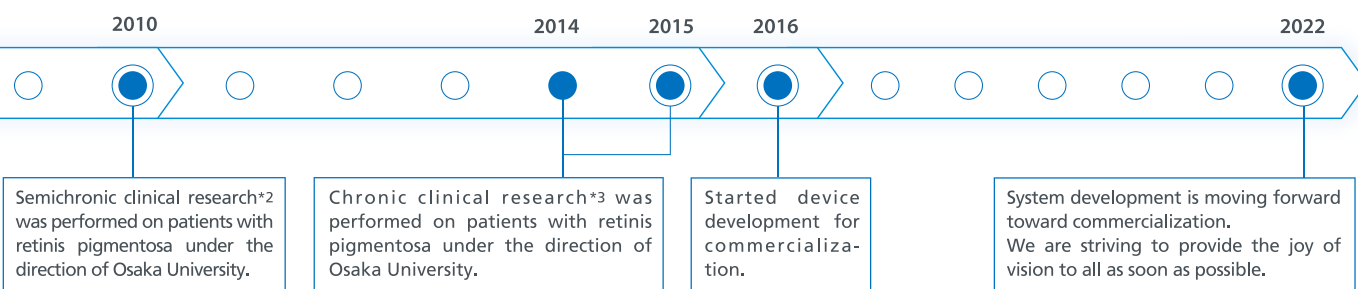 2010
2014
2015
2016
2022
Semichronic clinical research*2
was performed on patients with
retinis pigmentosa under the
direction of Osaka University.
Chronic clinical research*3 was
performed on patients with retinis
pigmentosa under the direction of
Osaka University.
Started device
development for
commercializa-
tion.
System development is moving forward
toward commercialization.
We are striving to provide the joy of
vision to all as soon as possible.